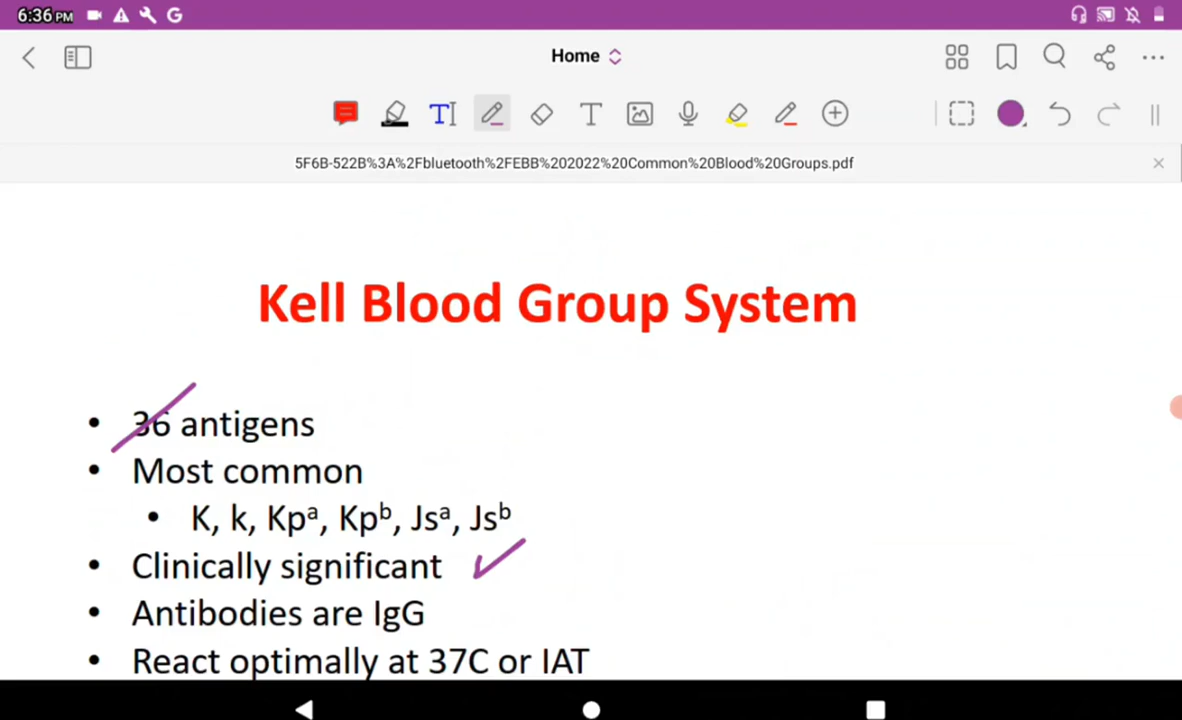 6:36 PM
Home
5F6B-522B%3A%2Fbluetooth%2FEBB%202022%20Common%20Blood%20Groups.pdf
Kell Blood Group System
• 36 antigens
• Most common
• K, k, Kpᵃ, Kpᵇ, Jsᵃ, Jsᵇ
• Clinically significant
• Antibodies are IgG
• React optimally at 37C or IAT